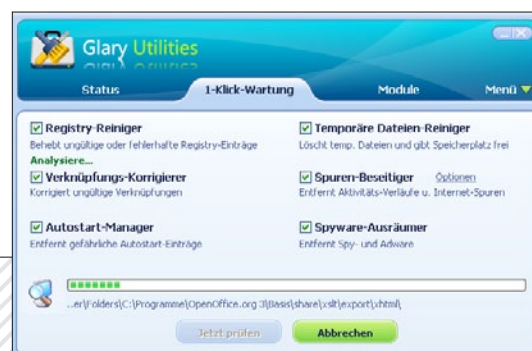 Glary Utilities
Status
1-Klick-Wartung
Module
Menü
Registry-Reiniger
Behebt ungültige oder fehlerhafte Registry-Einträge
Analysiere...
Verknüpfungs-Korrigierer
Korrigiert ungültige Verknüpfungen
Autostart-Manager
Entfernt gefährliche Autostart-Einträge
Temporäre Dateien-Reiniger
Löscht temp. Dateien und gibt Speicherplatz frei
Spuren-Beseitiger Optionen
Entfernt Aktivitäts-Verläufe u. Internet-Spuren
Spyware-Ausräumer
Entfernt Spy- und Adware
...er\Folders\C:\Programme\OpenOffice.org 3\Basis\share\xslt\export\xhtml\
Jetzt prüfen
Abbrechen